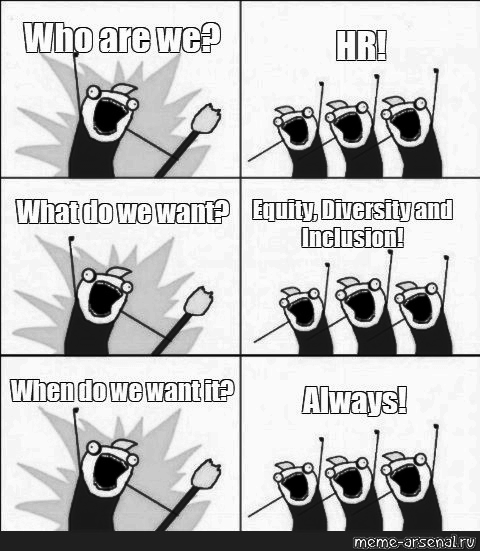 Who are we?
HR!
What do we want?
Equity, Diversity and
Inclusion!
When do we want it?
Always!
meme-arsenal.ru